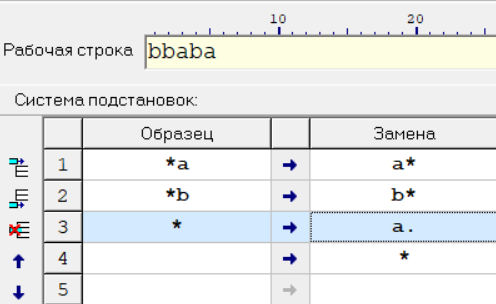 10 20
Рабочая строка bbaba
Система подстановок:
Образец Замена
1 *a → a*
2 *b → b*
3 * → a.
4 → *
5 →